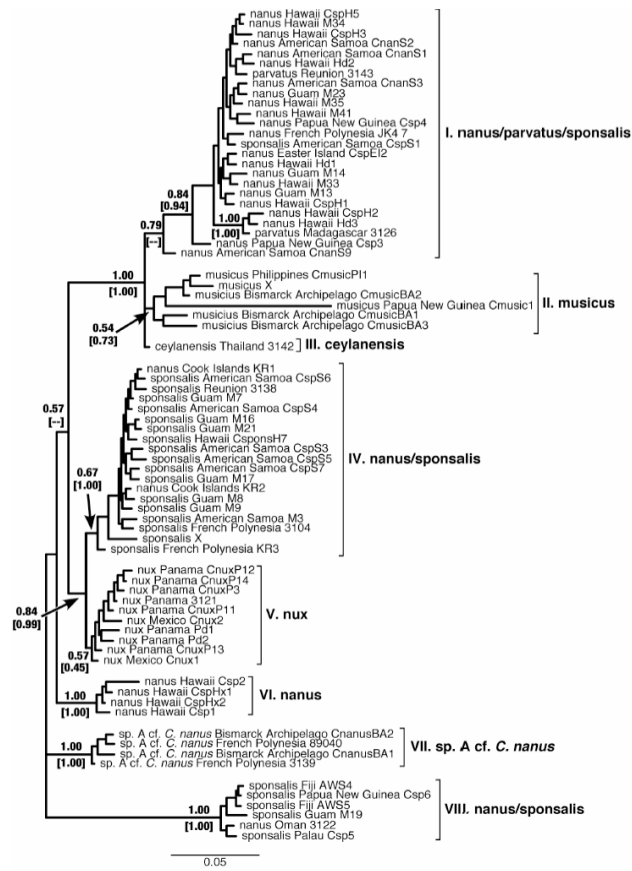 nanus Hawaii CspH5
nanus Hawaii M34
nanus Hawaii CspH3
nanus American Samoa CnanS2
nanus American Samoa CnanS1
nanus Hawaii Hd2
parvatus Reunion 3143
nanus American Samoa CnanS3
nanus Guam M23
nanus Hawaii M35
nanus Hawaii M41
nanus Papua New Guinea Csp4
nanus French Polynesia JK4 7
sponsalis American Samoa CspS1
nanus Easter Island CspEI2
nanus Hawaii Hd1
nanus Guam M14
nanus Hawaii M33
nanus Guam M13
nanus Hawaii CspH1
nanus Hawaii CspH2
nanus Hawaii Hd3
parvatus Madagascar 3126
nanus Papua New Guinea Csp3
nanus American Samoa CnanS9
I. nanus/parvatus/sponsalis
0.84
[0.94]
1.00
[1.00]
0.79
[--]
1.00
[1.00]
musicus Philippines CmusicPI1
musicus X
musicius Bismarck Archipelago CmusicBA2
musicus Papua New Guinea Cmusic1
musicius Bismarck Archipelago CmusicBA1
musicius Bismarck Archipelago CmusicBA3
II. musicus
0.54
[0.73]
ceylanensis Thailand 3142
III. ceylanensis
nanus Cook Islands KR1
sponsalis American Samoa CspS6
sponsalis Reunion 3138
sponsalis Guam M7
sponsalis American Samoa CspS4
sponsalis Guam M16
sponsalis Guam M21
sponsalis Hawaii CsponsH7
sponsalis American Samoa CspS3
sponsalis American Samoa CspS5
sponsalis American Samoa CspS7
sponsalis Guam M17
nanus Cook Islands KR2
sponsalis Guam M8
sponsalis Guam M9
sponsalis American Samoa M3
sponsalis French Polynesia 3104
sponsalis X
sponsalis French Polynesia KR3
IV. nanus/sponsalis
0.57
[--]
0.67
[1.00]
nux Panama CnuxP12
nux Panama CnuxP14
nux Panama CnuxP3
nux Panama 3121
nux Panama CnuxP11
nux Mexico Cnux2
nux Panama Pd1
nux Panama Pd2
nux Panama CnuxP13
nux Mexico Cnux1
V. nux
0.84
[0.99]
0.57
[0.45]
nanus Hawaii Csp2
nanus Hawaii CspHx1
nanus Hawaii CspHx2
nanus Hawaii Csp1
VI. nanus
1.00
[1.00]
sp. A cf. C. nanus Bismarck Archipelago CnanusBA2
sp. A cf. C. nanus French Polynesia 89040
sp. A cf. C. nanus Bismarck Archipelago CnanusBA1
sp. A cf. C. nanus French Polynesia 3139
VII. sp. A cf. C. nanus
1.00
[1.00]
sponsalis Fiji AWS4
sponsalis Papua New Guinea Csp6
sponsalis Fiji AWS5
sponsalis Guam M19
nanus Oman 3122
sponsalis Palau Csp5
VIII. nanus/sponsalis
1.00
[1.00]
0.05